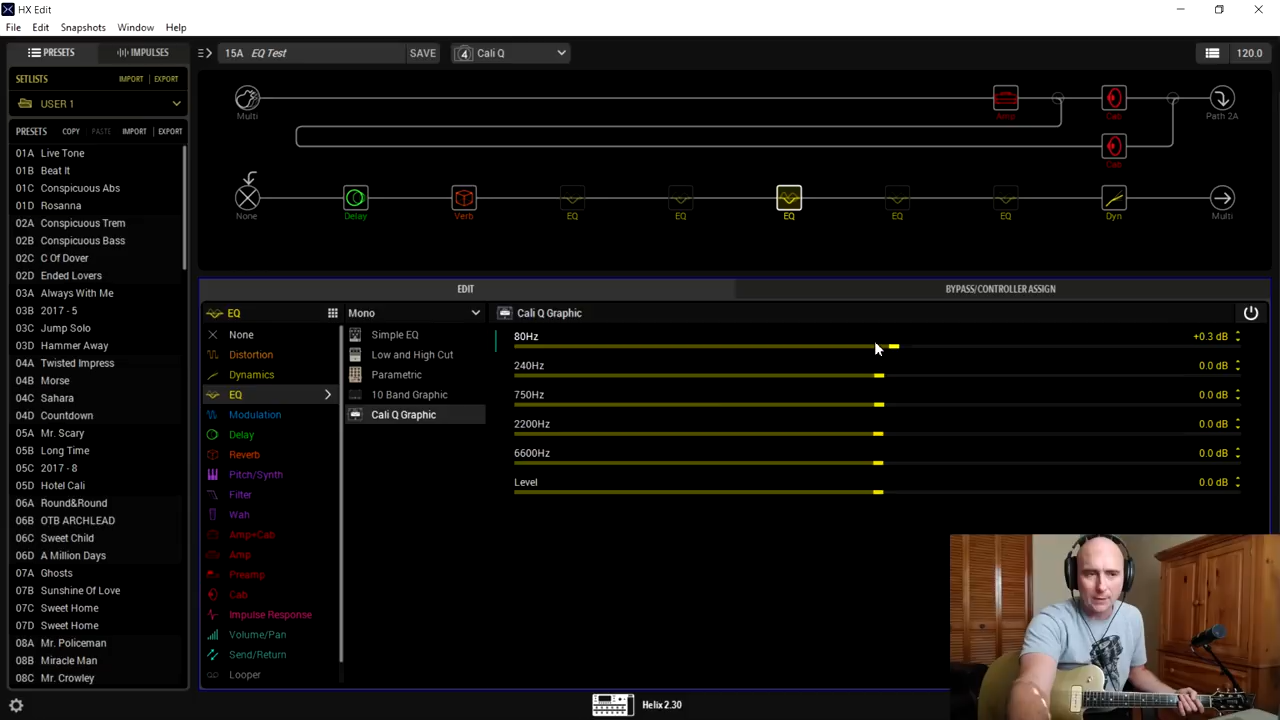 HX Edit
File Edit Snapshots Window Help
PRESETS IMPULSES
15A EQ Test SAVE 4 Cali Q 120.0
SETLISTS IMPORT EXPORT
USER 1
PRESETS COPY PASTE IMPORT EXPORT
01A Live Tone
01B Beat It
01C Conspicuous Abs
01D Rosanna
02A Conspicuous Trem
02B Conspicuous Bass
02C C Of Dover
02D Ended Lovers
03A Always With Me
03B 2017 - 5
03C Jump Solo
03D Hammer Away
04A Twisted Impress
04B Morse
04C Sahara
04D Countdown
05A Mr. Scary
05B Long Time
05C 2017 - 8
05D Hotel Cali
06A Round&Round
06B OTB ARCHLEAD
06C Sweet Child
06D A Million Days
07A Ghosts
07B Sunshine Of Love
07C Sweet Home
07D Sweet Home
08A Mr. Policeman
08B Miracle Man
08C Mr. Crowley
Multi Amp Cab Path 2A
Cab
None Delay Verb EQ EQ EQ EQ EQ Dyn Multi
EDIT BYPASS/CONTROLLER ASSIGN
EQ Mono Cali Q Graphic
None
Distortion
Dynamics
EQ
Modulation
Delay
Reverb
Pitch/Synth
Filter
Wah
Amp+Cab
Amp
Preamp
Cab
Impulse Response
Volume/Pan
Send/Return
Looper
Simple EQ
Low and High Cut
Parametric
10 Band Graphic
Cali Q Graphic
80Hz +0.3 dB
240Hz 0.0 dB
750Hz 0.0 dB
2200Hz 0.0 dB
6600Hz 0.0 dB
Level 0.0 dB
Helix 2.30